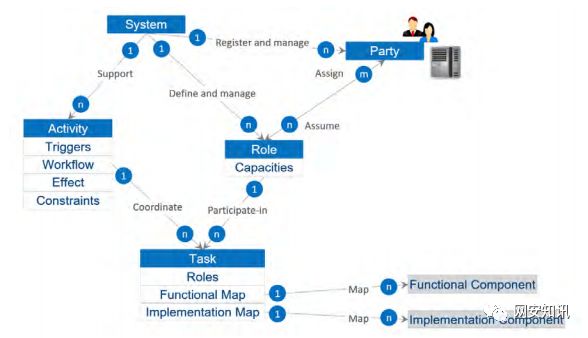 System
1
1
1
Register and manage
n
Party
Support
Assign
m
Define and manage
n
n
n
Assume
Activity
Triggers
Workflow
Effect
Constraints
Role
Capacities
1
1
Coordinate
Participate-in
n
n
Task
Roles
Functional Map
Implementation Map
1
Map
n
Functional Component
1
Map
n
Implementation Component
网安知讯